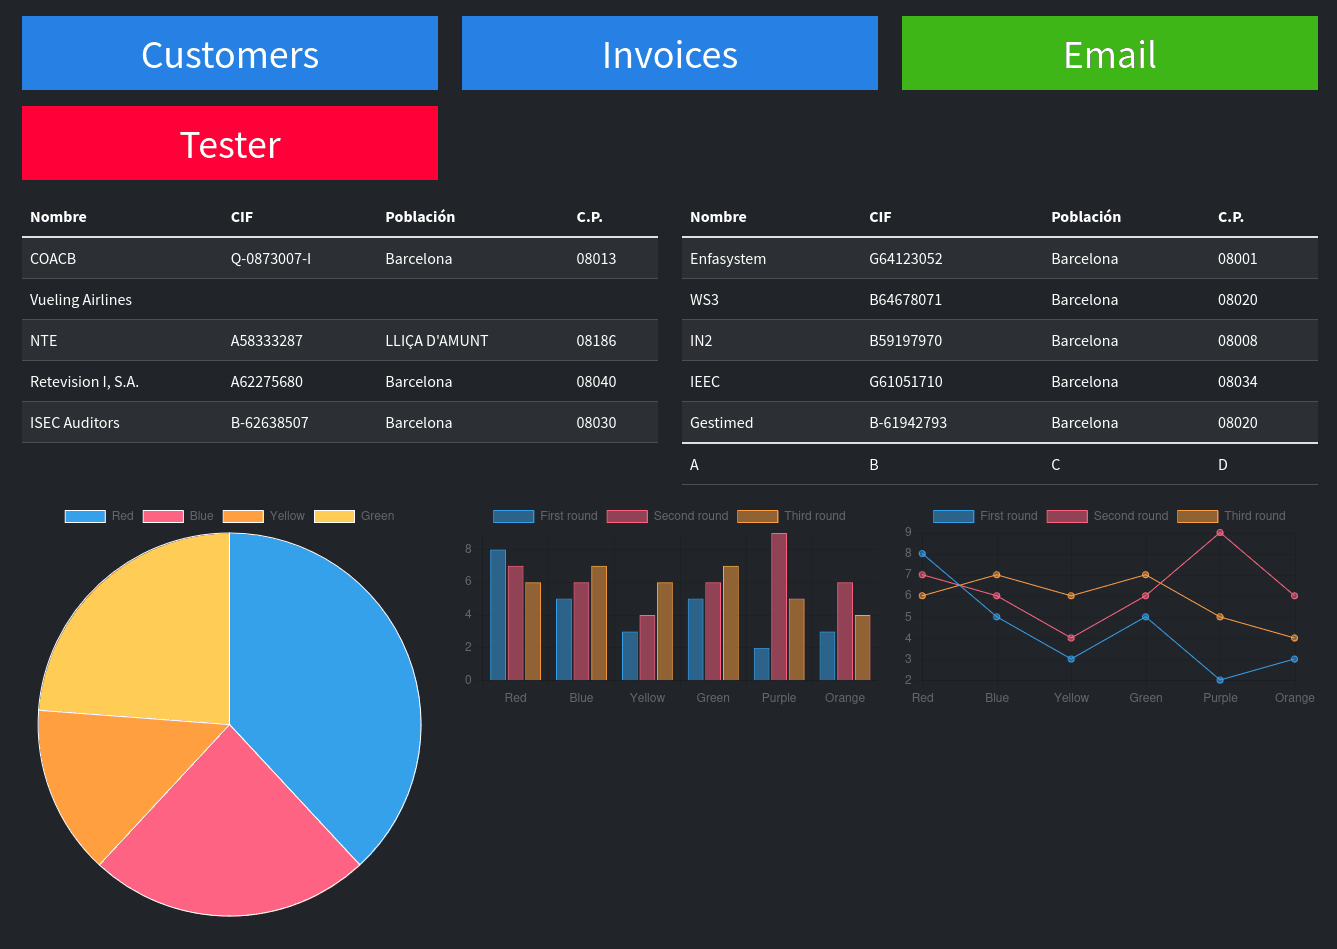 Customers Invoices Email
Tester
Nombre CIF Población C.P.
COACB Q-0873007-I Barcelona 08013
Vueling Airlines
NTE A58333287 LLIÇA D'AMUNT 08186
Retevision I, S.A. A62275680 Barcelona 08040
ISEC Auditors B-62638507 Barcelona 08030
Nombre CIF Población C.P.
Enfasystem G64123052 Barcelona 08001
WS3 B64678071 Barcelona 08020
IN2 B59197970 Barcelona 08008
IEEC G61051710 Barcelona 08034
Gestimed B-61942793 Barcelona 08020
A B C D
Red Blue Yellow Green
First round Second round Third round
8
6
4
2
0
Red Blue Yellow Green Purple Orange
First round Second round Third round
9
8
7
6
5
4
3
2
Red Blue Yellow Green Purple Orange